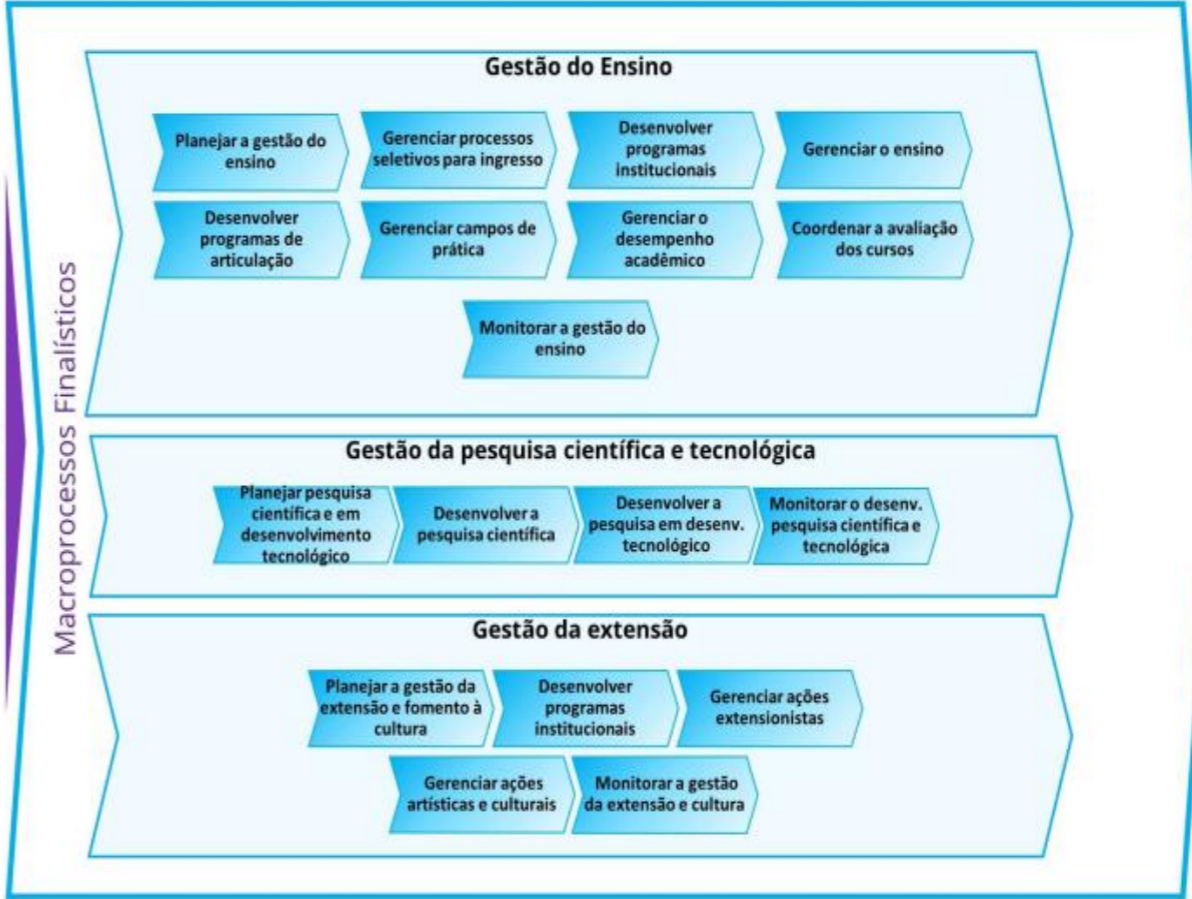 Macroprocessos Finalísticos
Gestão do Ensino
Planejar a gestão do
ensino
Gerenciar processos
seletivos para ingresso
Desenvolver
programas
institucionais
Gerenciar o ensino
Desenvolver
programas de
articulação
Gerenciar campos de
prática
Gerenciar o
desempenho
acadêmico
Coordenar a avaliação
dos cursos
Monitorar a gestão do
ensino
Gestão da pesquisa científica e tecnológica
Planejar pesquisa
científica e em
desenvolvimento
tecnológico
Desenvolver a
pesquisa científica
Desenvolver a
pesquisa em desenv.
tecnológico
Monitorar o desenv.
pesquisa científica e
tecnológica
Gestão da extensão
Planejar a gestão da
extensão e fomento à
cultura
Desenvolver
programas
institucionais
Gerenciar ações
extensionistas
Gerenciar ações
artísticas e culturais
Monitorar a gestão
da extensão e cultura